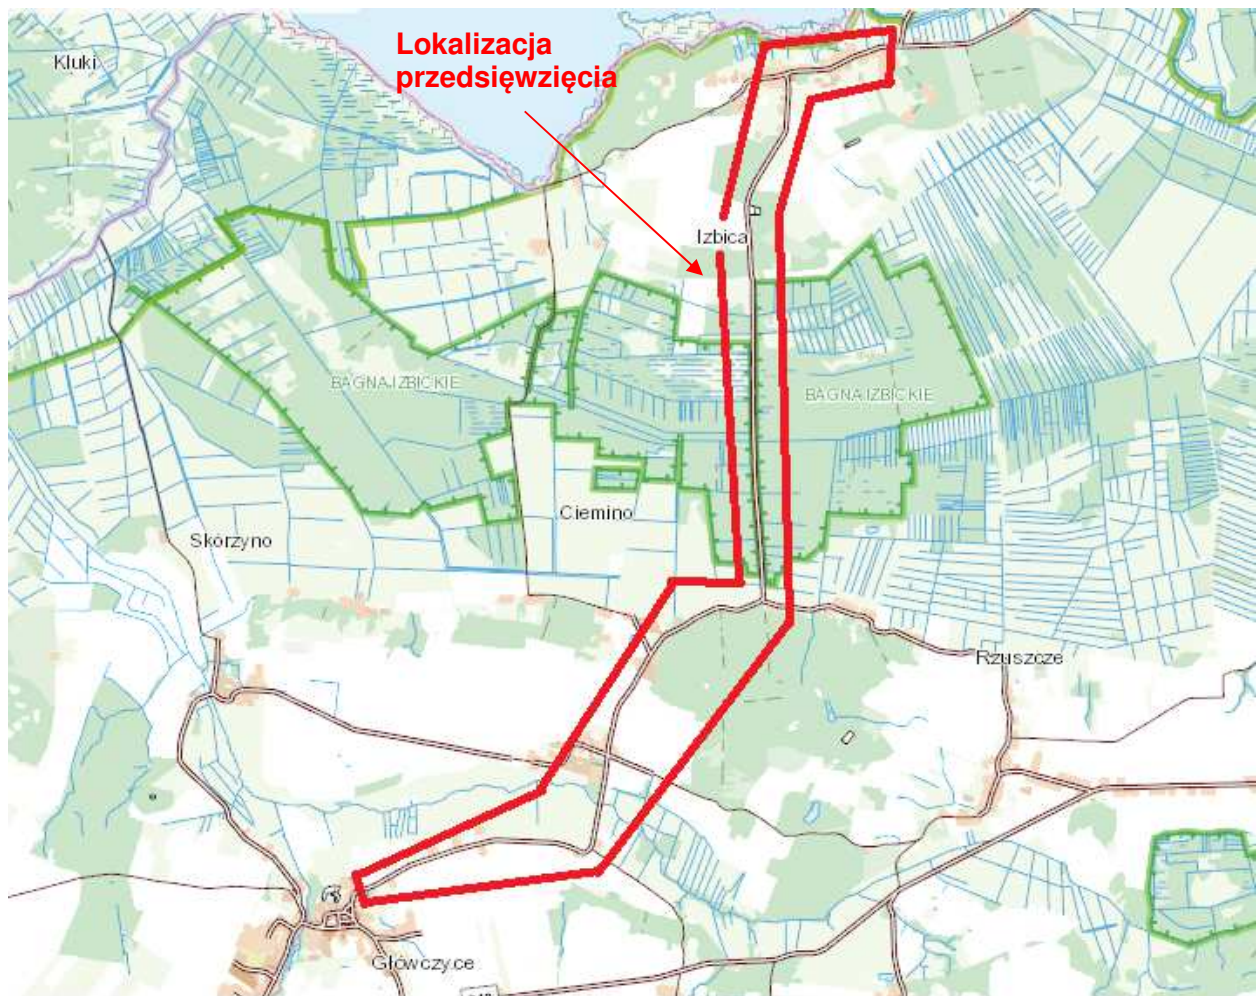 Lokalizacja
przedsięwzięcia
Kluki
Izbica
BAGNA IZBICKIE
BAGNA IZBICKIE
Ciemino
Skórzyno
Rzuszcze
Główczyce